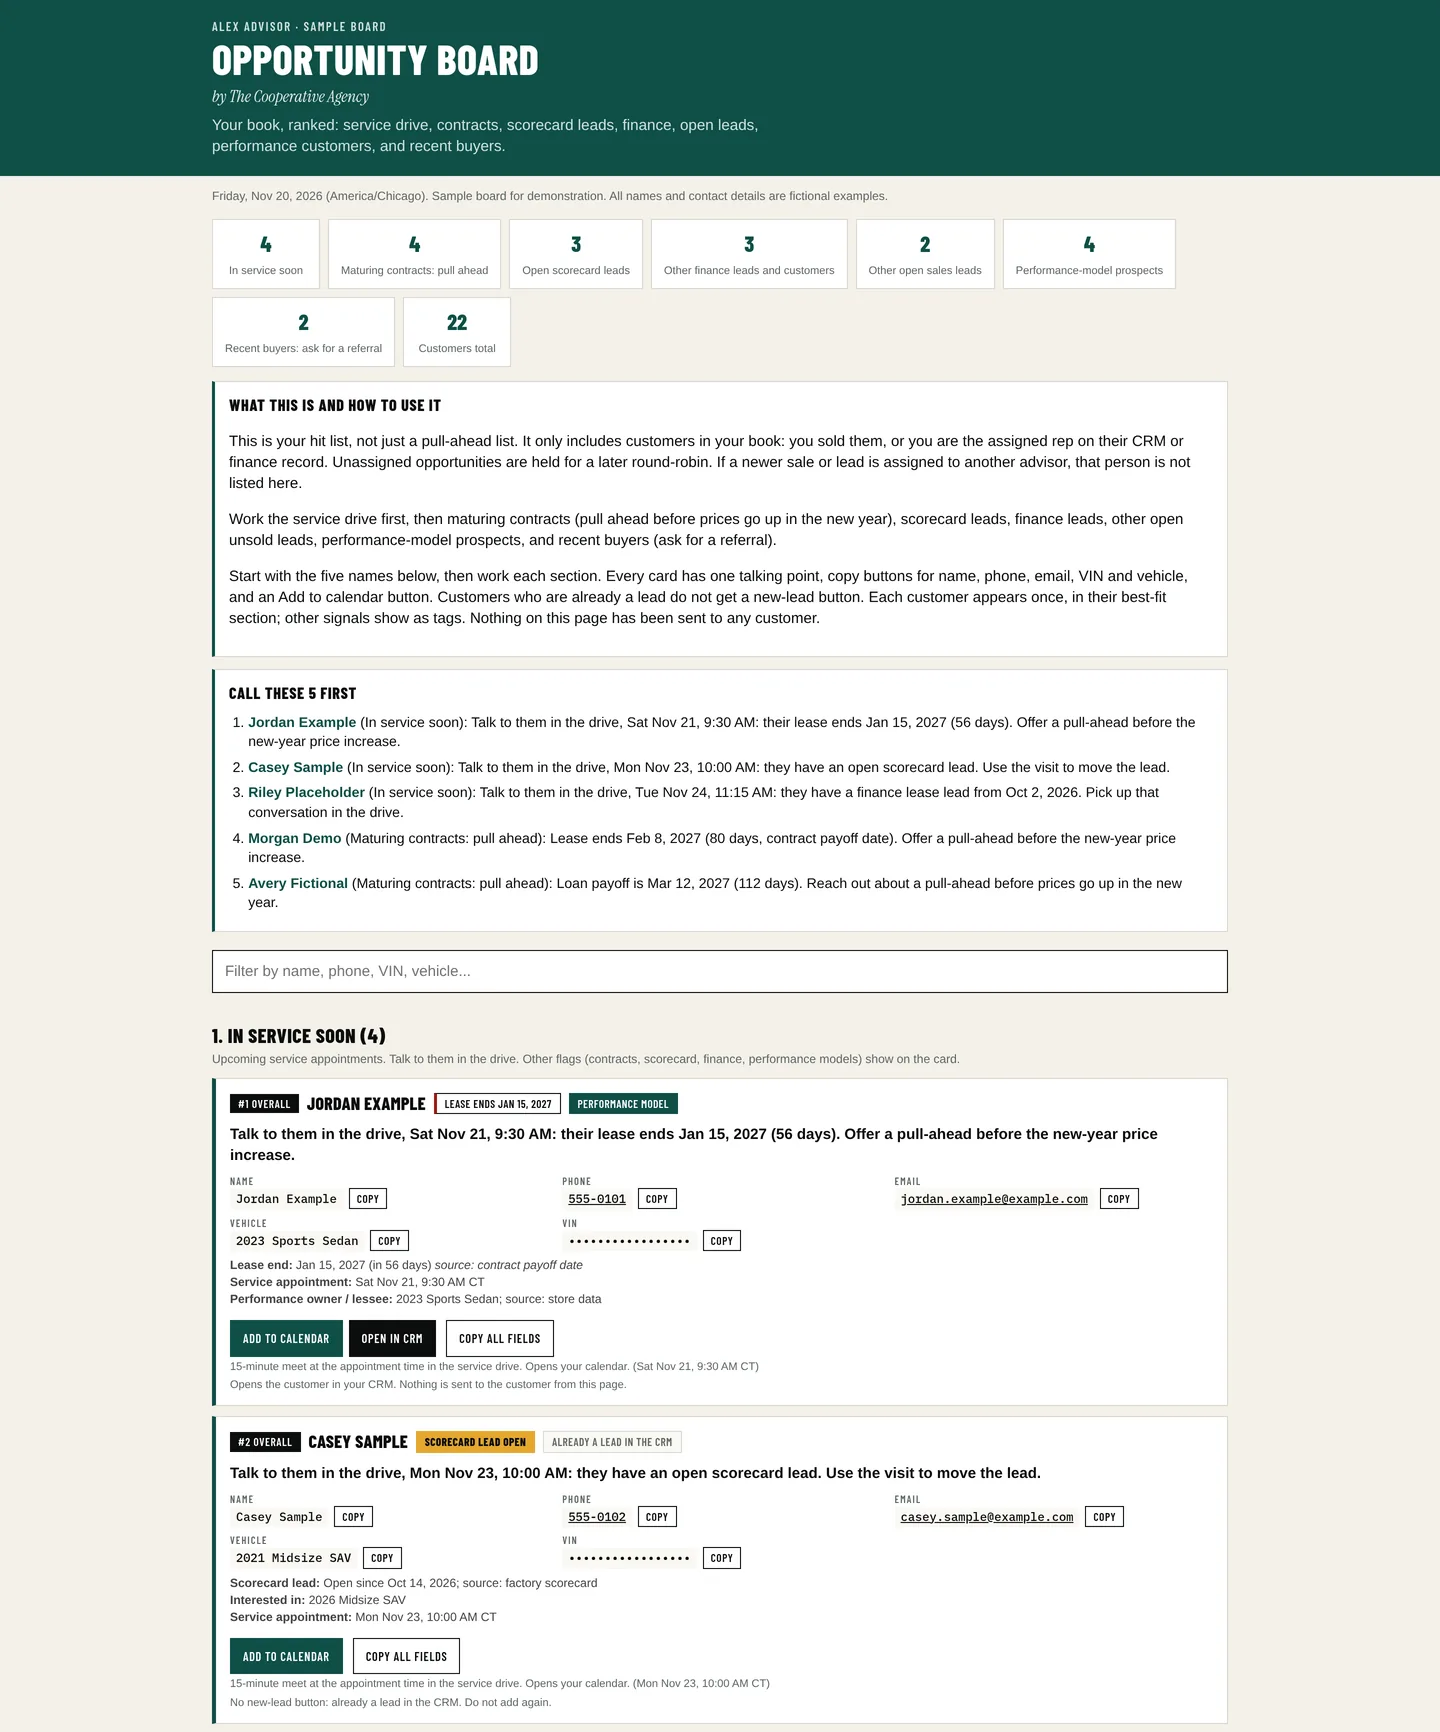 ALEX ADVISOR · SAMPLE BOARD
OPPORTUNITY BOARD
by The Cooperative Agency
Your book, ranked: service drive, contracts, scorecard leads, finance, open leads,
performance customers, and recent buyers.
Friday, Nov 20, 2026 (America/Chicago). Sample board for demonstration. All names and contact details are fictional examples.
4
In service soon
4
Maturing contracts: pull ahead
3
Open scorecard leads
3
Other finance leads and customers
2
Other open sales leads
4
Performance-model prospects
2
Recent buyers: ask for a referral
22
Customers total
WHAT THIS IS AND HOW TO USE IT
This is your hit list, not just a pull-ahead list. It only includes customers in your book: you sold them, or you are the assigned rep on their CRM or
finance record. Unassigned opportunities are held for a later round-robin. If a newer sale or lead is assigned to another advisor, that person is not
listed here.
Work the service drive first, then maturing contracts (pull ahead before prices go up in the new year), scorecard leads, finance leads, other open
unsold leads, performance-model prospects, and recent buyers (ask for a referral).
Start with the five names below, then work each section. Every card has one talking point, copy buttons for name, phone, email, VIN and vehicle,
and an Add to calendar button. Customers who are already a lead do not get a new-lead button. Each customer appears once, in their best-fit
section; other signals show as tags. Nothing on this page has been sent to any customer.
CALL THESE 5 FIRST
1. Jordan Example (In service soon): Talk to them in the drive, Sat Nov 21, 9:30 AM: their lease ends Jan 15, 2027 (56 days). Offer a pull-ahead before the
new-year price increase.
2. Casey Sample (In service soon): Talk to them in the drive, Mon Nov 23, 10:00 AM: they have an open scorecard lead. Use the visit to move the lead.
3. Riley Placeholder (In service soon): Talk to them in the drive, Tue Nov 24, 11:15 AM: they have a finance lease lead from Oct 2, 2026. Pick up that
conversation in the drive.
4. Morgan Demo (Maturing contracts: pull ahead): Lease ends Feb 8, 2027 (80 days, contract payoff date). Offer a pull-ahead before the new-year price
increase.
5. Avery Fictional (Maturing contracts: pull ahead): Loan payoff is Mar 12, 2027 (112 days). Reach out about a pull-ahead before prices go up in the new
year.
Filter by name, phone, VIN, vehicle...
1. IN SERVICE SOON (4)
Upcoming service appointments. Talk to them in the drive. Other flags (contracts, scorecard, finance, performance models) show on the card.
#1 OVERALL JORDAN EXAMPLE LEASE ENDS JAN 15, 2027 PERFORMANCE MODEL
Talk to them in the drive, Sat Nov 21, 9:30 AM: their lease ends Jan 15, 2027 (56 days). Offer a pull-ahead before the new-year price
increase.
NAME PHONE EMAIL
Jordan Example COPY 555-0101 COPY jordan.example@example.com COPY
VEHICLE VIN
2023 Sports Sedan COPY ••••••••••••••••• COPY
Lease end: Jan 15, 2027 (in 56 days) source: contract payoff date
Service appointment: Sat Nov 21, 9:30 AM CT
Performance owner / lessee: 2023 Sports Sedan; source: store data
ADD TO CALENDAR OPEN IN CRM COPY ALL FIELDS
15-minute meet at the appointment time in the service drive. Opens your calendar. (Sat Nov 21, 9:30 AM CT)
Opens the customer in your CRM. Nothing is sent to the customer from this page.
#2 OVERALL CASEY SAMPLE SCORECARD LEAD OPEN ALREADY A LEAD IN THE CRM
Talk to them in the drive, Mon Nov 23, 10:00 AM: they have an open scorecard lead. Use the visit to move the lead.
NAME PHONE EMAIL
Casey Sample COPY 555-0102 COPY casey.sample@example.com COPY
VEHICLE VIN
2021 Midsize SAV COPY ••••••••••••••••• COPY
Scorecard lead: Open since Oct 14, 2026; source: factory scorecard
Interested in: 2026 Midsize SAV
Service appointment: Mon Nov 23, 10:00 AM CT
ADD TO CALENDAR COPY ALL FIELDS
15-minute meet at the appointment time in the service drive. Opens your calendar. (Mon Nov 23, 10:00 AM CT)
No new-lead button: already a lead in the CRM. Do not add again.